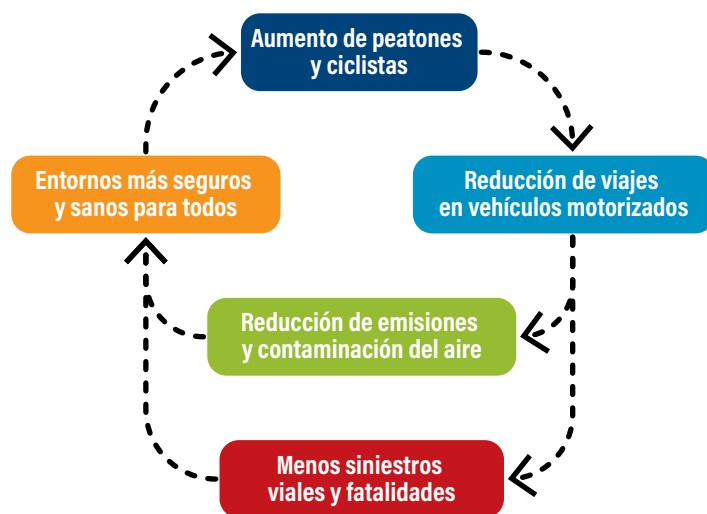 Aumento de peatones
y ciclistas
Entornos más seguros
y sanos para todos
Reducción de viajes
en vehículos motorizados
Reducción de emisiones
y contaminación del aire
Menos siniestros
viales y fatalidades